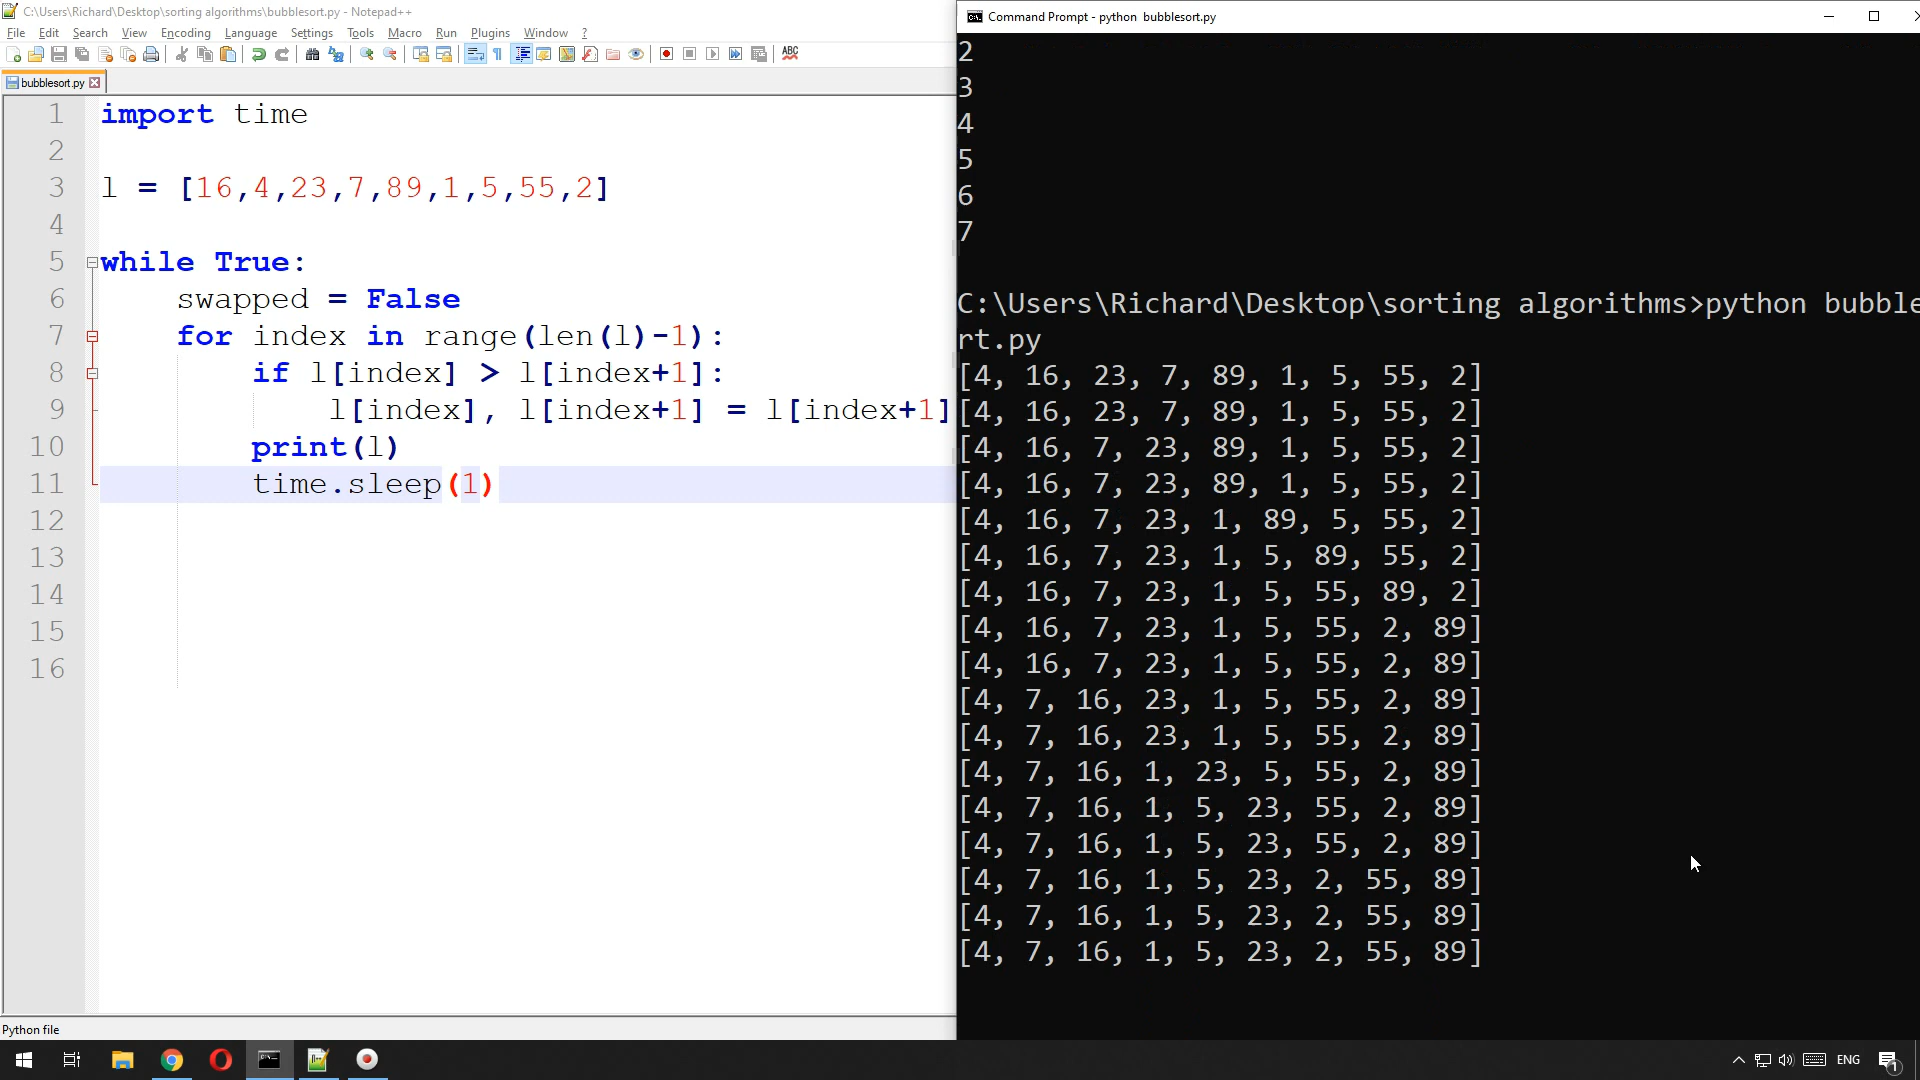 C:\Users\Richard\Desktop\sorting algorithms\bubblesort.py - Notepad++
File Edit Search View Encoding Language Settings Tools Macro Run Plugins Window ?
ABC
bubblesort.py
1 import time
2
3 l = [16,4,23,7,89,1,5,55,2]
4
5 while True:
6 swapped = False
7 for index in range(len(l)-1):
8 if l[index] > l[index+1]:
9 l[index], l[index+1] = l[index+1]
10 print(l)
11 time.sleep(1)
12
13
14
15
16
Python file
Command Prompt - python bubblesort.py
2
3
4
5
6
7
C:\Users\Richard\Desktop\sorting algorithms>python bubble
rt.py
[4, 16, 23, 7, 89, 1, 5, 55, 2]
[4, 16, 23, 7, 89, 1, 5, 55, 2]
[4, 16, 7, 23, 89, 1, 5, 55, 2]
[4, 16, 7, 23, 89, 1, 5, 55, 2]
[4, 16, 7, 23, 1, 89, 5, 55, 2]
[4, 16, 7, 23, 1, 5, 89, 55, 2]
[4, 16, 7, 23, 1, 5, 55, 89, 2]
[4, 16, 7, 23, 1, 5, 55, 2, 89]
[4, 16, 7, 23, 1, 5, 55, 2, 89]
[4, 7, 16, 23, 1, 5, 55, 2, 89]
[4, 7, 16, 23, 1, 5, 55, 2, 89]
[4, 7, 16, 1, 23, 5, 55, 2, 89]
[4, 7, 16, 1, 5, 23, 55, 2, 89]
[4, 7, 16, 1, 5, 23, 55, 2, 89]
[4, 7, 16, 1, 5, 23, 2, 55, 89]
[4, 7, 16, 1, 5, 23, 2, 55, 89]
[4, 7, 16, 1, 5, 23, 2, 55, 89]
ENG
1